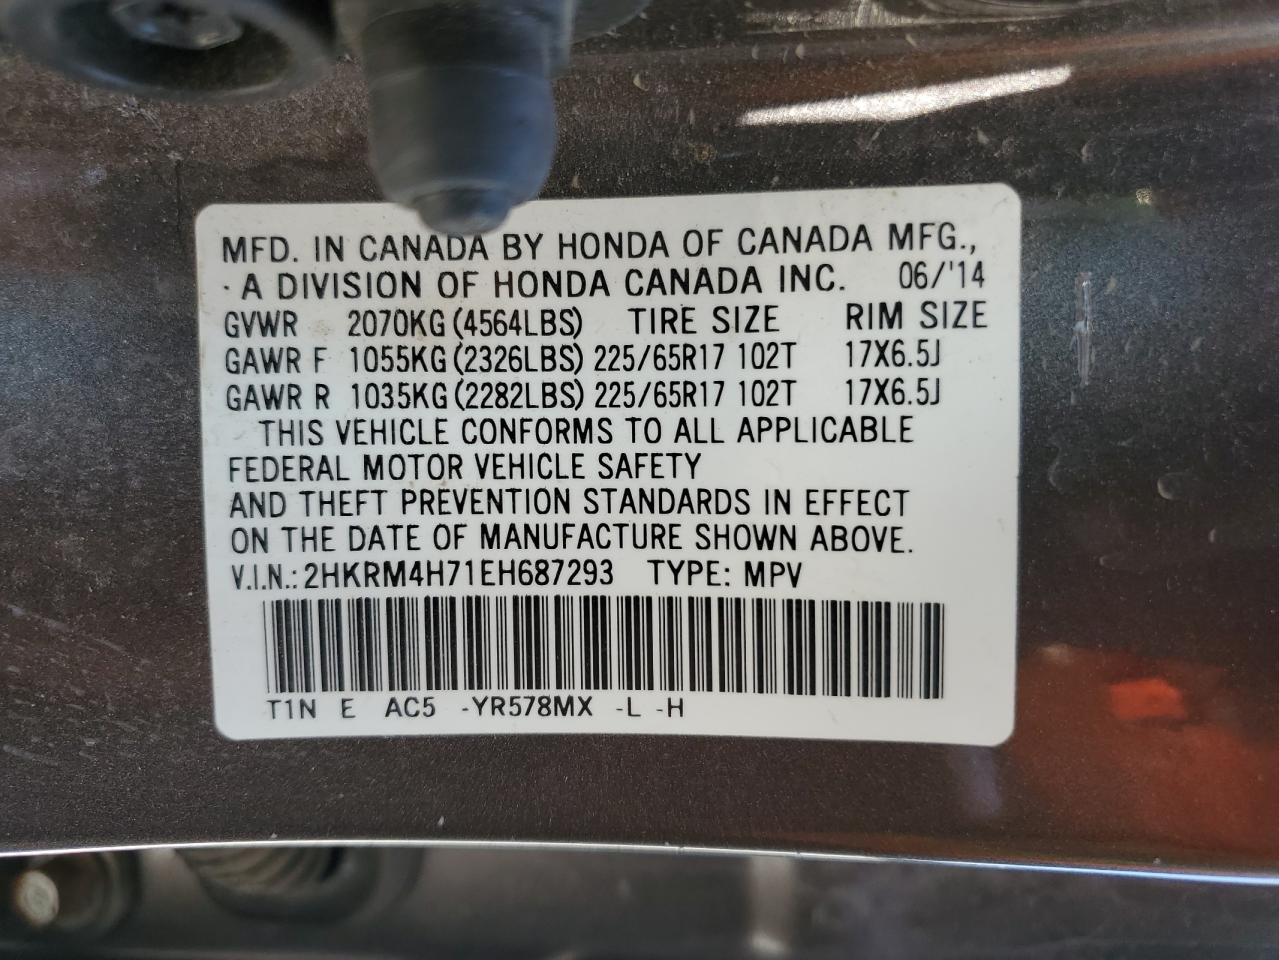 MFD. IN CANADA BY HONDA OF CANADA MFG.,
A DIVISION OF HONDA CANADA INC. 06/'14
GVWR 2070KG (4564LBS) TIRE SIZE RIM SIZE
GAWR F 1055KG (2326LBS) 225/65R17 102T 17X6.5J
GAWR R 1035KG (2282LBS) 225/65R17 102T 17X6.5J
THIS VEHICLE CONFORMS TO ALL APPLICABLE
FEDERAL MOTOR VEHICLE SAFETY
AND THEFT PREVENTION STANDARDS IN EFFECT
ON THE DATE OF MANUFACTURE SHOWN ABOVE.
V.I.N.: 2HKRM4H71EH687293 TYPE: MPV
T1N E AC5 -YR578MX -L -H